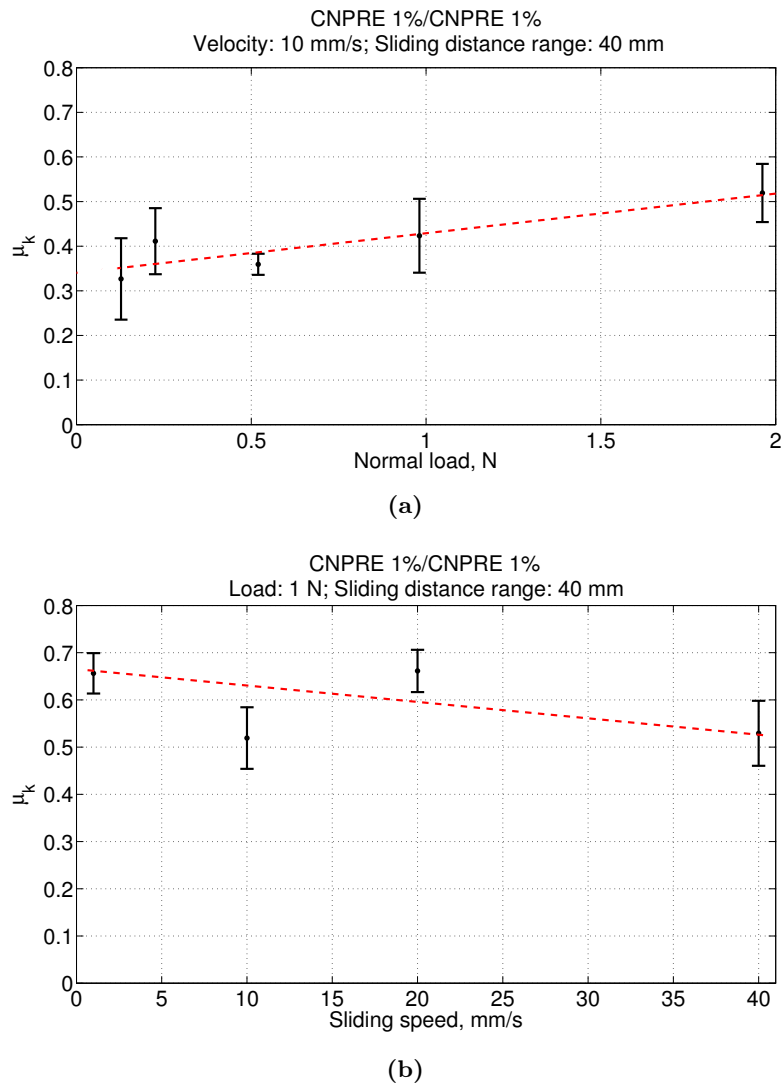 CNPRE 1%/CNPRE 1%
Velocity: 10 mm/s; Sliding distance range: 40 mm
0.8
0.7
0.6
0.5
0.4
0.3
0.2
0.1
0
μk
0 0.5 1 1.5 2
Normal load, N
(a)
CNPRE 1%/CNPRE 1%
Load: 1 N; Sliding distance range: 40 mm
0.8
0.7
0.6
0.5
0.4
0.3
0.2
0.1
0
μk
0 5 10 15 20 25 30 35 40
Sliding speed, mm/s
(b)